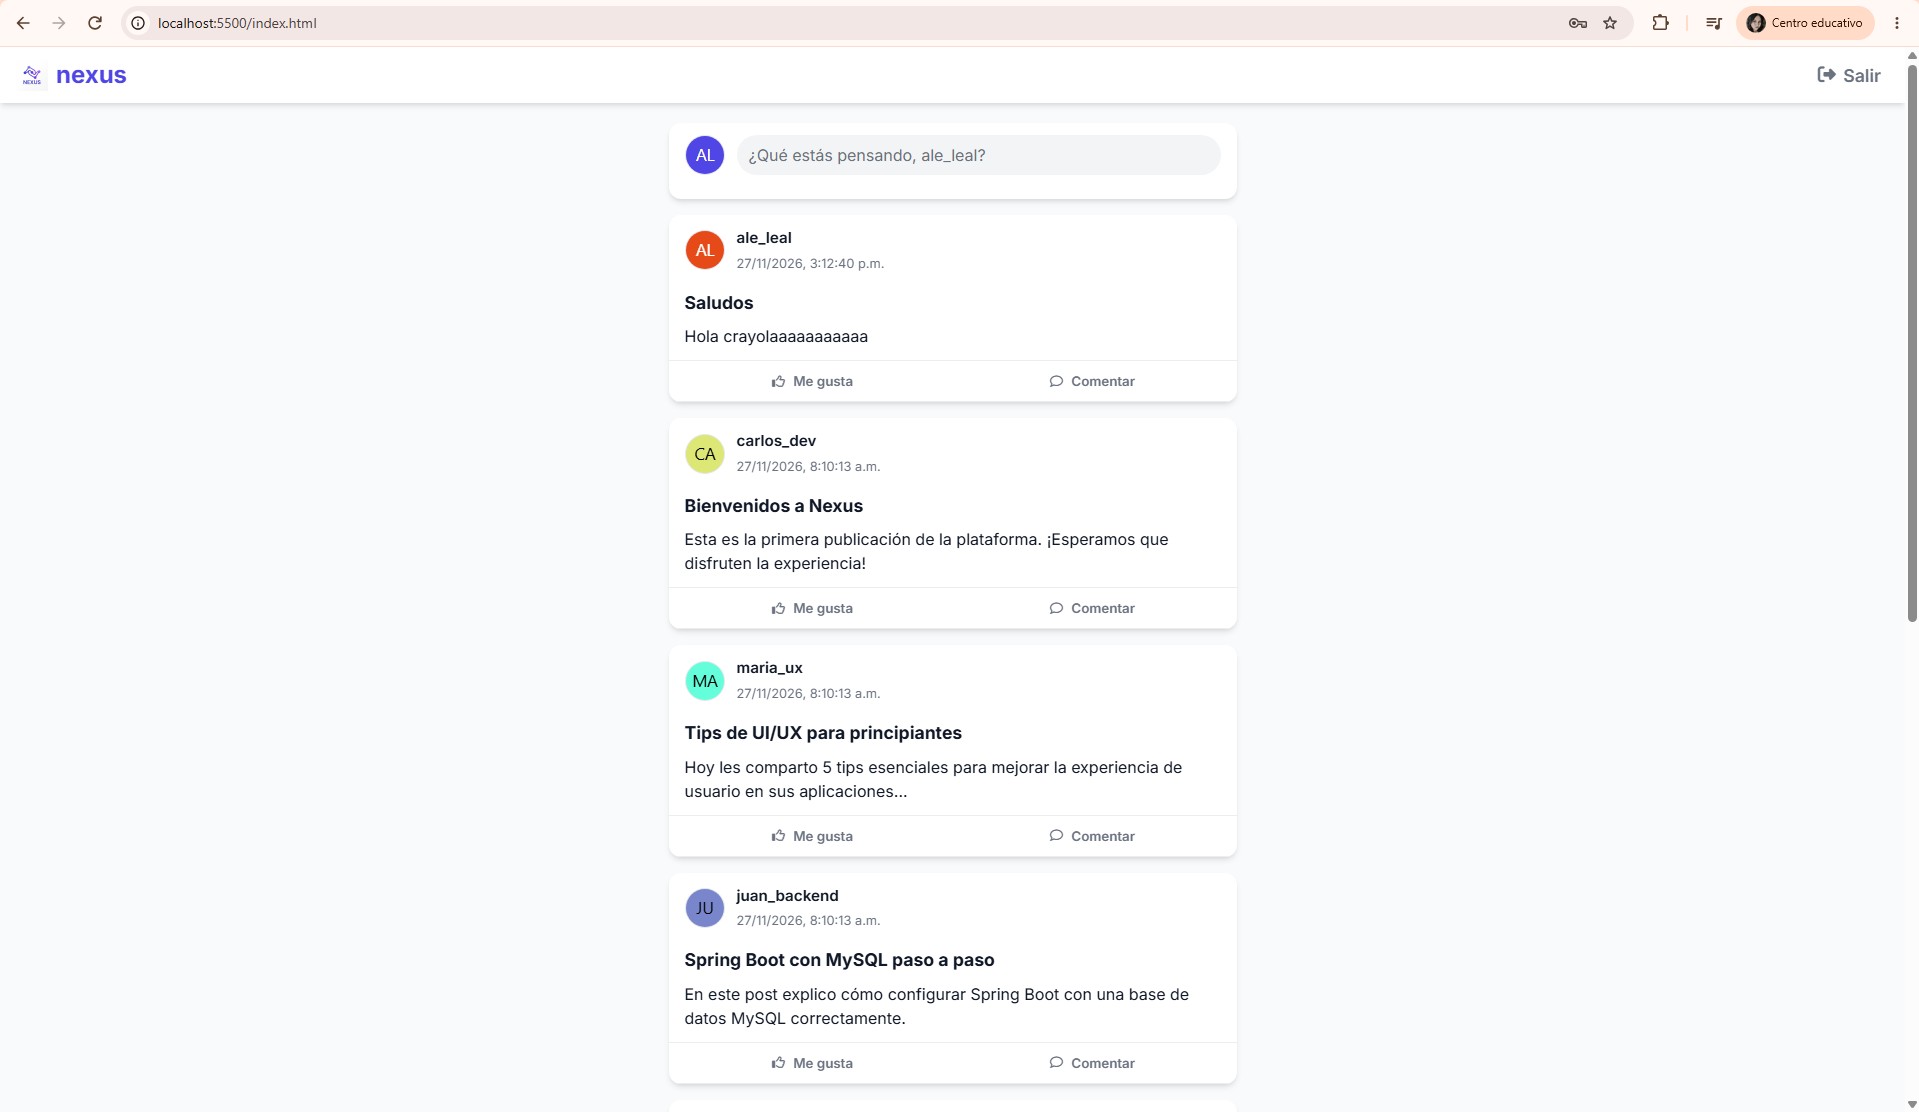 localhost:5500/index.html
Centro educativo
NEXUS
nexus
Salir
AL
¿Qué estás pensando, ale_leal?
AL
ale_leal
27/11/2026, 3:12:40 p.m.
Saludos
Hola crayolaaaaaaaaaaa
Me gusta
Comentar
CA
carlos_dev
27/11/2026, 8:10:13 a.m.
Bienvenidos a Nexus
Esta es la primera publicación de la plataforma. ¡Esperamos que
disfruten la experiencia!
Me gusta
Comentar
MA
maria_ux
27/11/2026, 8:10:13 a.m.
Tips de UI/UX para principiantes
Hoy les comparto 5 tips esenciales para mejorar la experiencia de
usuario en sus aplicaciones...
Me gusta
Comentar
JU
juan_backend
27/11/2026, 8:10:13 a.m.
Spring Boot con MySQL paso a paso
En este post explico cómo configurar Spring Boot con una base de
datos MySQL correctamente.
Me gusta
Comentar